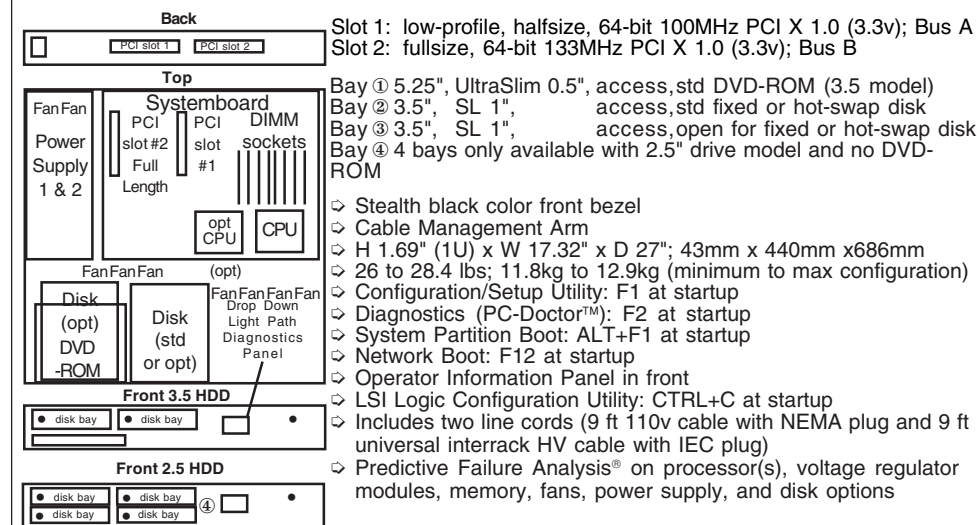 Back
PCI slot 1 PCI slot 2
Top
Fan Fan
Power
Supply
1 & 2
Systemboard
PCI
slot #2
Full
Length
PCI
slot
#1
DIMM
sockets
opt
CPU
CPU
Fan Fan Fan (opt)
Fan Fan Fan Fan
Disk
(opt)
DVD
-ROM
Disk
(std
or opt)
Drop Down
Light Path
Diagnostics
Panel
Front 3.5 HDD
disk bay disk bay
Front 2.5 HDD
disk bay disk bay
disk bay disk bay
④
Slot 1: low-profile, halfsize, 64-bit 100MHz PCI X 1.0 (3.3v); Bus A
Slot 2: fullsize, 64-bit 133MHz PCI X 1.0 (3.3v); Bus B
Bay ① 5.25", UltraSlim 0.5", access,std DVD-ROM (3.5 model)
Bay ② 3.5", SL 1", access,std fixed or hot-swap disk
Bay ③ 3.5", SL 1", access,open for fixed or hot-swap disk
Bay ④ 4 bays only available with 2.5" drive model and no DVD-
ROM
➪ Stealth black color front bezel
➪ Cable Management Arm
➪ H 1.69" (1U) x W 17.32" x D 27"; 43mm x 440mm x686mm
➪ 26 to 28.4 lbs; 11.8kg to 12.9kg (minimum to max configuration)
➪ Configuration/Setup Utility: F1 at startup
➪ Diagnostics (PC-Doctor™): F2 at startup
➪ System Partition Boot: ALT+F1 at startup
➪ Network Boot: F12 at startup
➪ Operator Information Panel in front
➪ LSI Logic Configuration Utility: CTRL+C at startup
➪ Includes two line cords (9 ft 110v cable with NEMA plug and 9 ft
universal interrack HV cable with IEC plug)
➪ Predictive Failure Analysis® on processor(s), voltage regulator
modules, memory, fans, power supply, and disk options